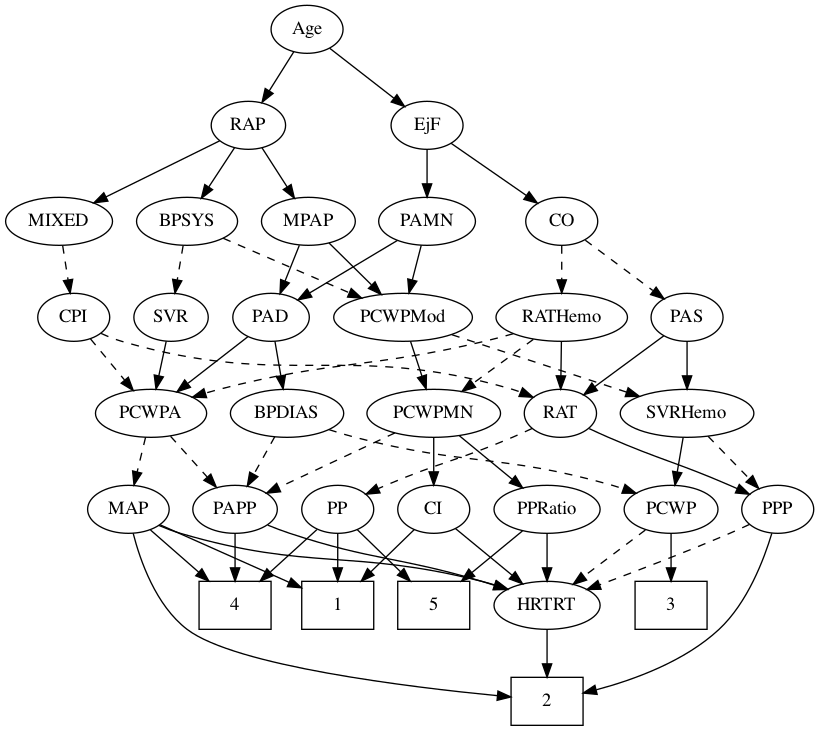 Age
RAP
EjF
MIXED
BPSYS
MPAP
PAMN
CO
CPI
SVR
PAD
PCWPMod
RATHemo
PAS
PCWPA
BPDIAS
PCWPMN
RAT
SVRHemo
MAP
PAPP
PP
CI
PPRatio
PCWP
PPP
4
1
5
HRTRT
3
2